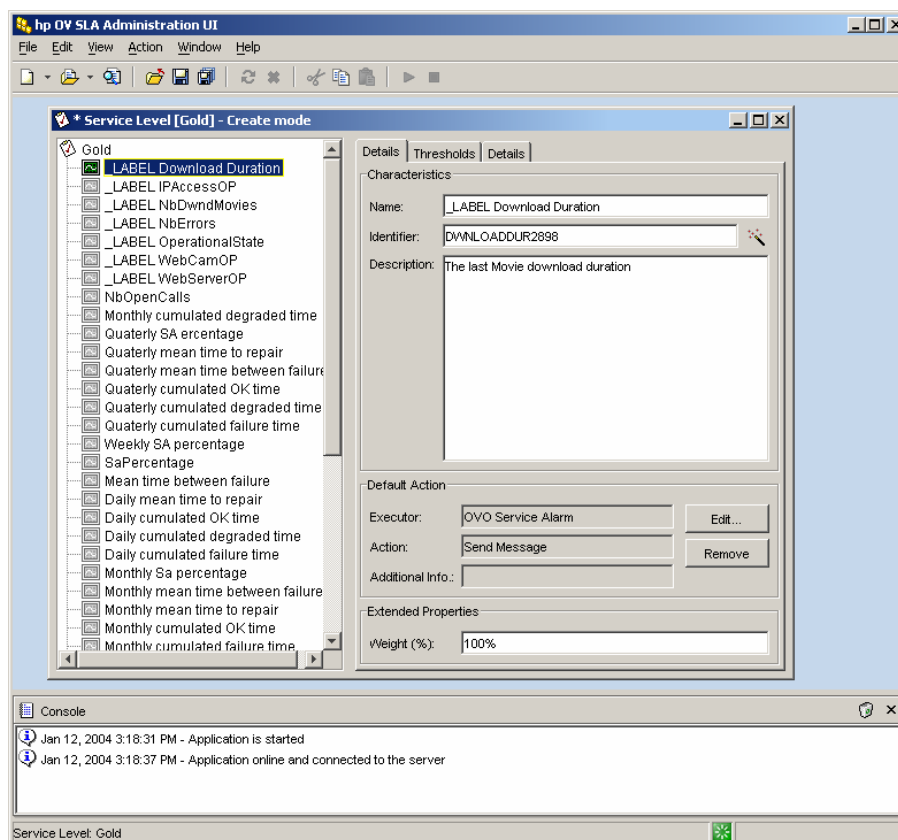 hp OV SLA Administration UI
File Edit View Action Window Help
* Service Level [Gold] - Create mode
Gold
_LABEL Download Duration
_LABEL IPAccessOP
_LABEL NbDwndMovies
_LABEL NbErrors
_LABEL OperationalState
_LABEL WebCamOP
_LABEL WebServerOP
NbOpenCalls
Monthly cumulated degraded time
Quaterly SA ercentage
Quaterly mean time to repair
Quaterly mean time between failure
Quaterly cumulated OK time
Quaterly cumulated degraded time
Quaterly cumulated failure time
Weekly SA percentage
SaPercentage
Mean time between failure
Daily mean time to repair
Daily cumulated OK time
Daily cumulated degraded time
Daily cumulated failure time
Monthly Sa percentage
Monthly mean time between failure
Monthly mean time to repair
Monthly cumulated OK time
Monthly cumulated failure time
Details Thresholds Details
Characteristics
Name: _LABEL Download Duration
Identifier: DWNLOADDUR2898
Description: The last Movie download duration
Default Action
Executor: OVO Service Alarm Edit...
Action: Send Message Remove
Additional Info.:
Extended Properties
Weight (%): 100%
Console
Jan 12, 2004 3:18:31 PM - Application is started
Jan 12, 2004 3:18:37 PM - Application online and connected to the server
Service Level: Gold